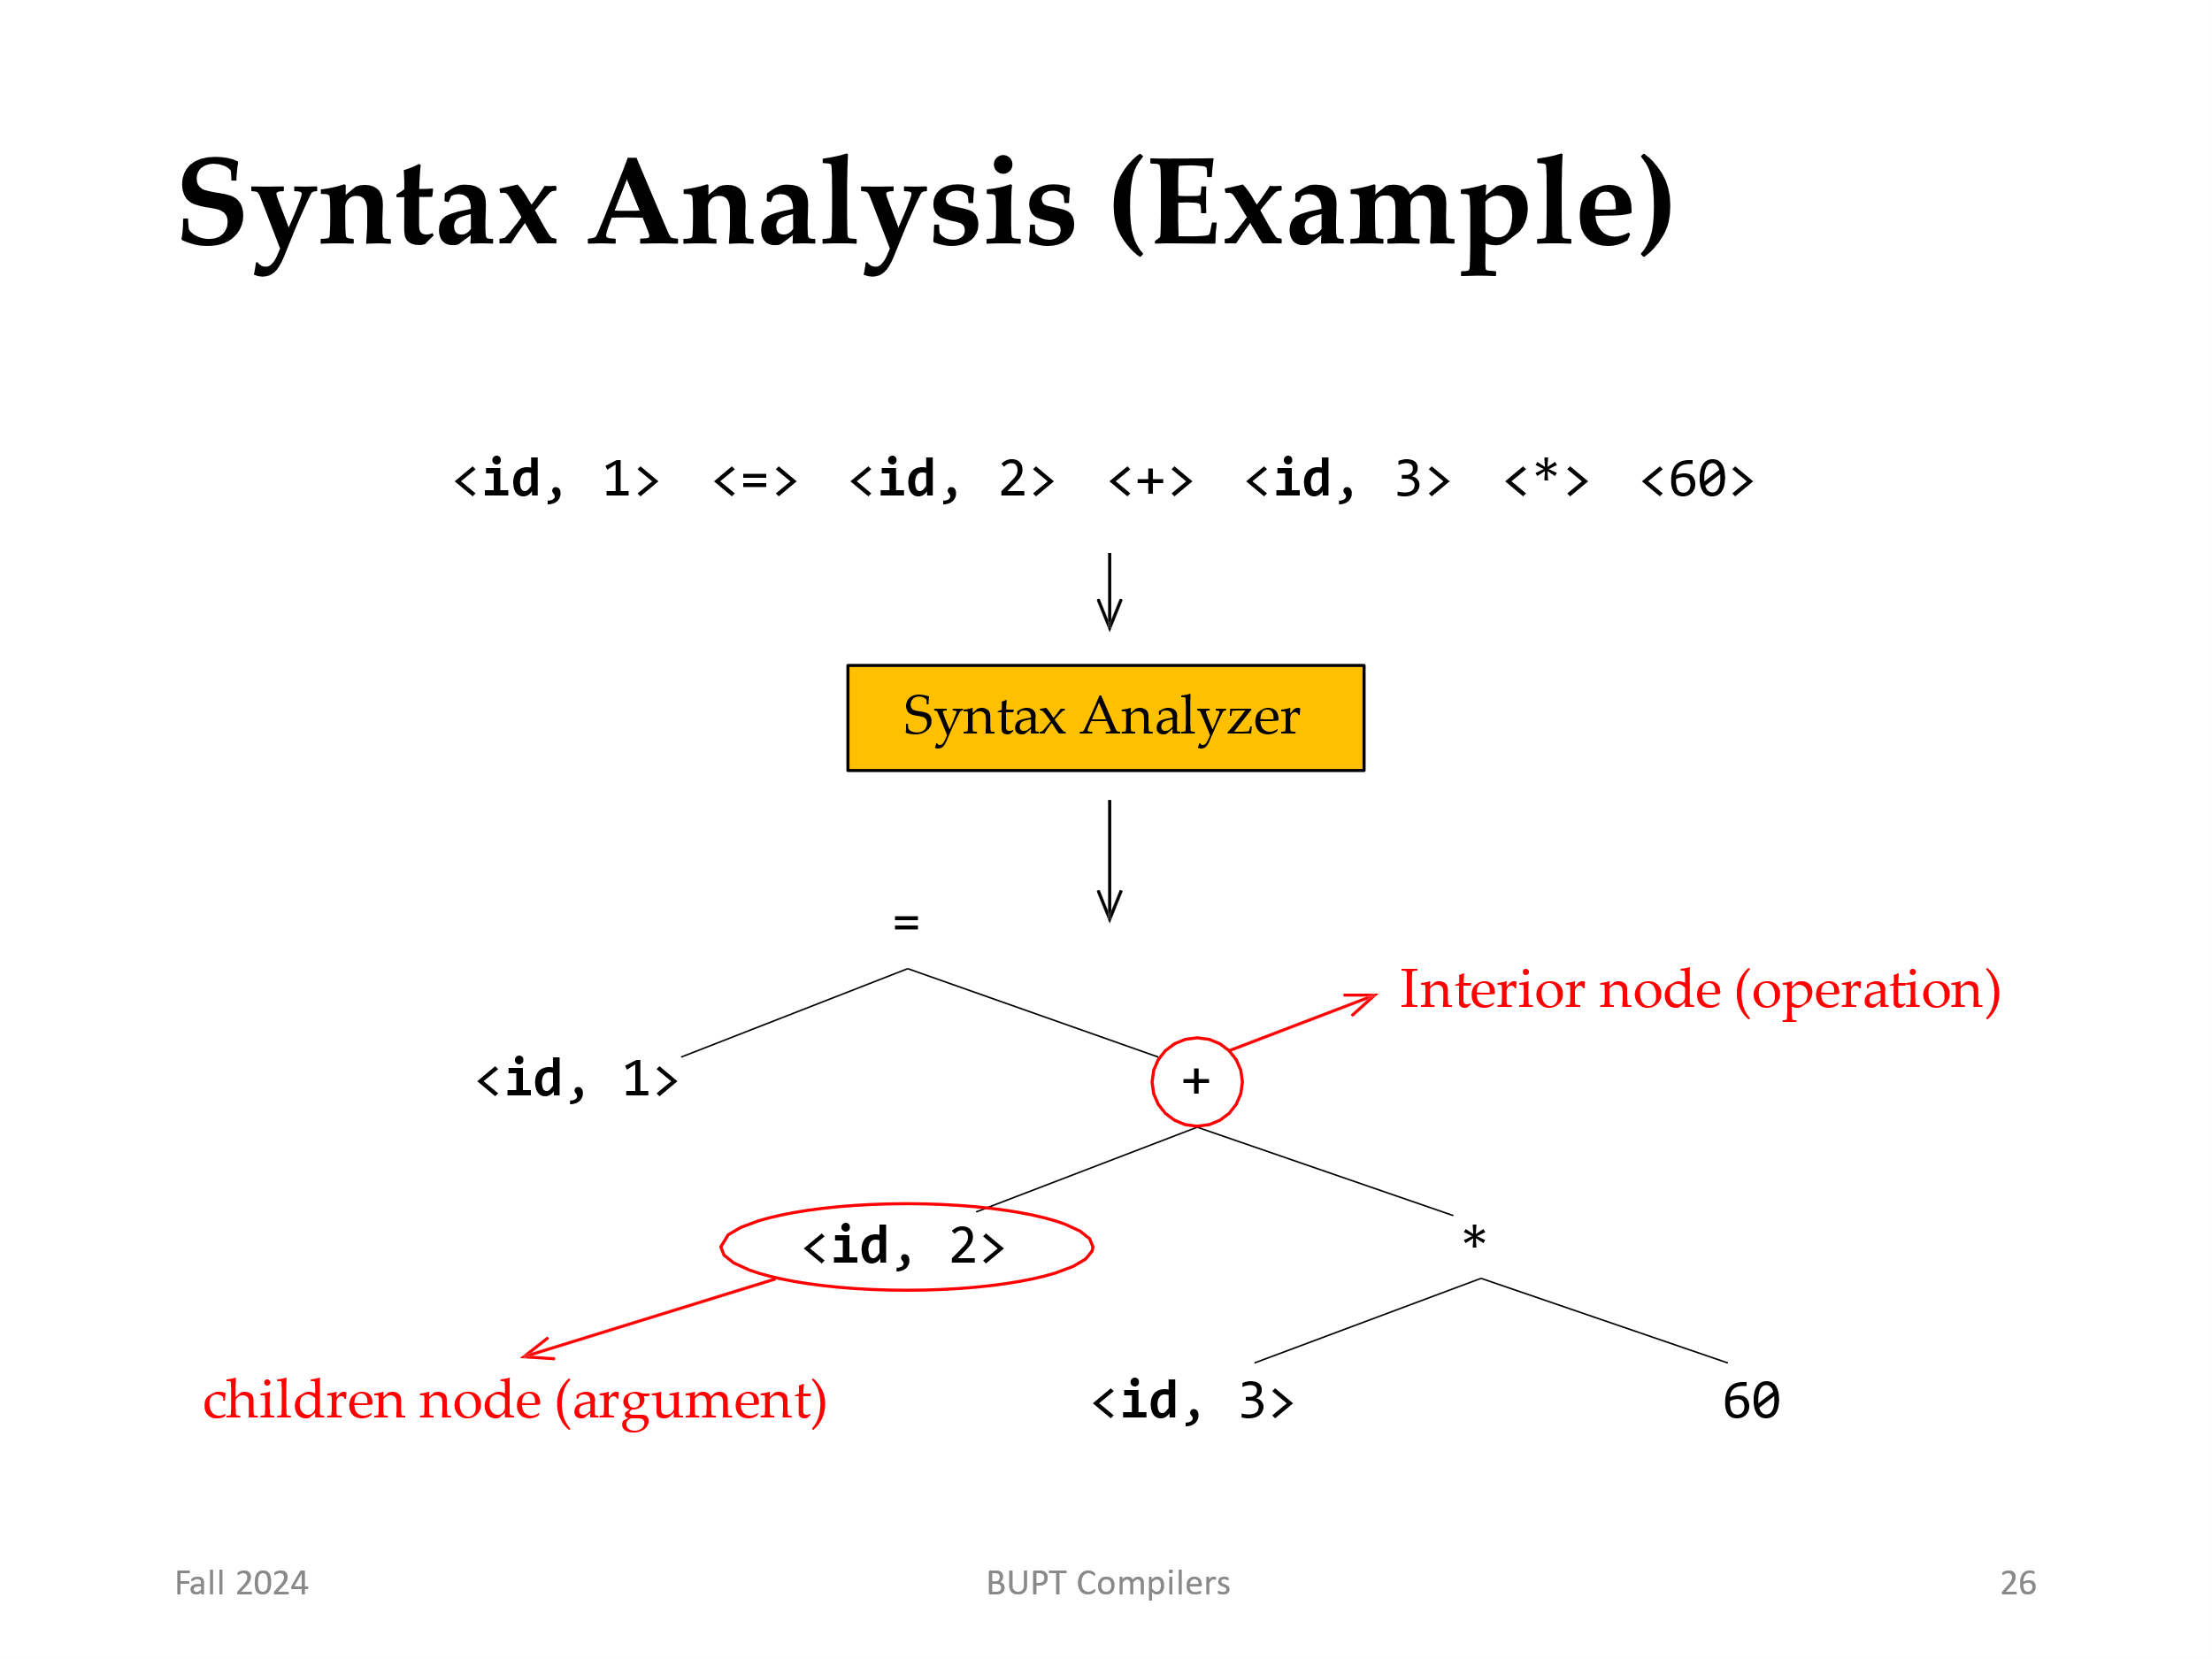 Syntax Analysis (Example)
<id, 1> <=> <id, 2> <+> <id, 3> <*> <60>
Syntax Analyzer
=
Interior node (operation)
<id, 1>
+
<id, 2>
*
children node (argument)
<id, 3>
60
Fall 2024
BUPT Compilers
26